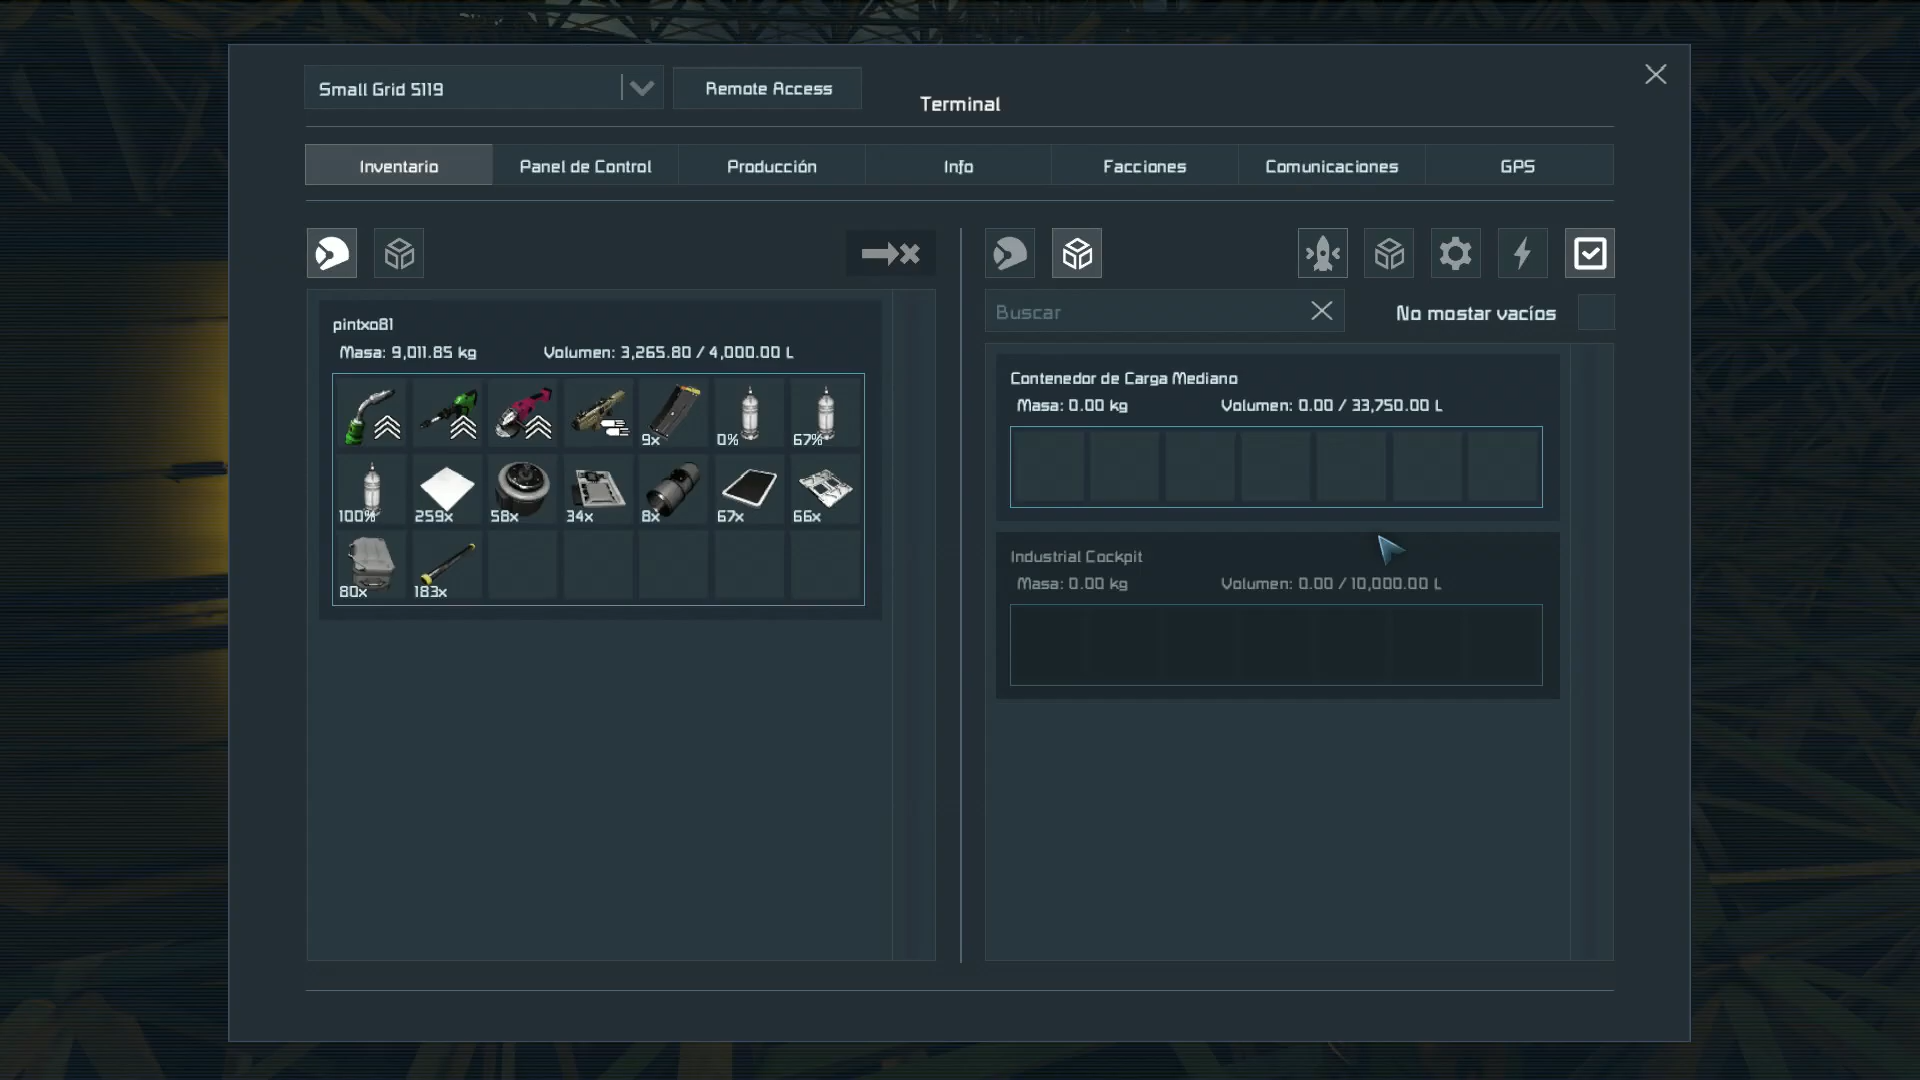 Small Grid 5119
Remote Access
Terminal
Inventario
Panel de Control
Producción
Info
Facciones
Comunicaciones
GPS
pintxo81
Masa: 9,011.85 kg
Volumen: 3,265.80 / 4,000.00 L
9x
0%
67%
100%
259x
58x
34x
8x
67x
66x
80x
183x
Buscar
No mostar vacíos
Contenedor de Carga Mediano
Masa: 0.00 kg
Volumen: 0.00 / 33,750.00 L
Industrial Cockpit
Masa: 0.00 kg
Volumen: 0.00 / 10,000.00 L